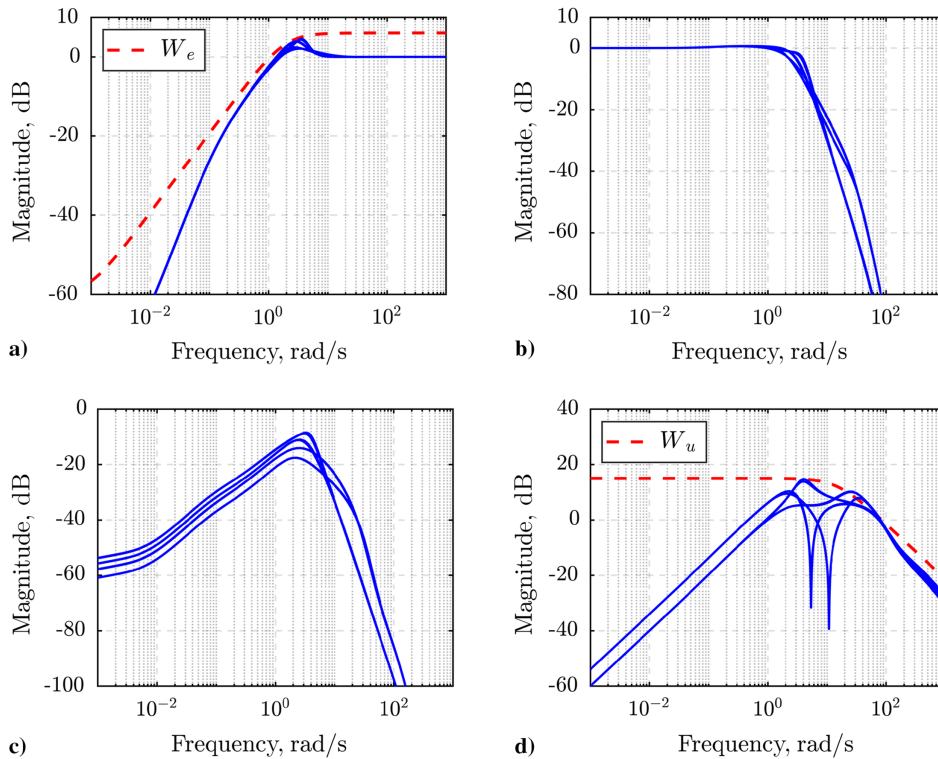 10
0
-20
-40
-60
Magnitude, dB
W_e
10^{-2}
10^0
10^2
Frequency, rad/s
a)
10
0
-20
-40
-60
-80
Magnitude, dB
10^{-2}
10^0
10^2
Frequency, rad/s
b)
0
-20
-40
-60
-80
-100
Magnitude, dB
10^{-2}
10^0
10^2
Frequency, rad/s
c)
40
20
0
-20
-40
-60
Magnitude, dB
W_u
10^{-2}
10^0
10^2
Frequency, rad/s
d)